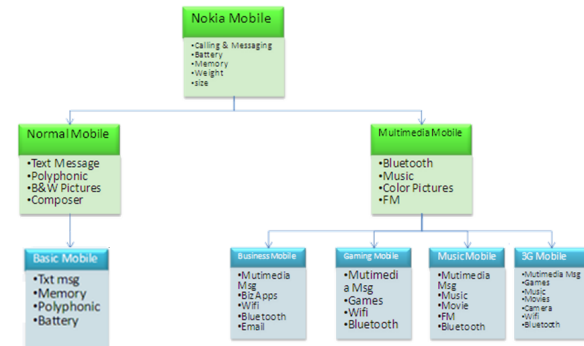 Nokia Mobile
•Calling & Messaging
•Battery
•Memory
•Weight
•size
Normal Mobile
•Text Message
•Polyphonic
•B&W Pictures
•Composer
Multimedia Mobile
•Bluetooth
•Music
•Color Pictures
•FM
Basic Mobile
•Txt msg
•Memory
•Polyphonic
•Battery
Business Mobile
•Mutimedia
Msg
•Biz Apps
•Wifi
•Bluetooth
•Email
Gaming Mobile
•Mutimedi
a Msg
•Games
•Wifi
•Bluetooth
Music Mobile
•Mutimedia
Msg
•Music
•Movie
•FM
•Bluetooth
3G Mobile
•Mutimedia Msg
•Games
•Music
•Movies
•Camera
•Wifi
•Bluetooth